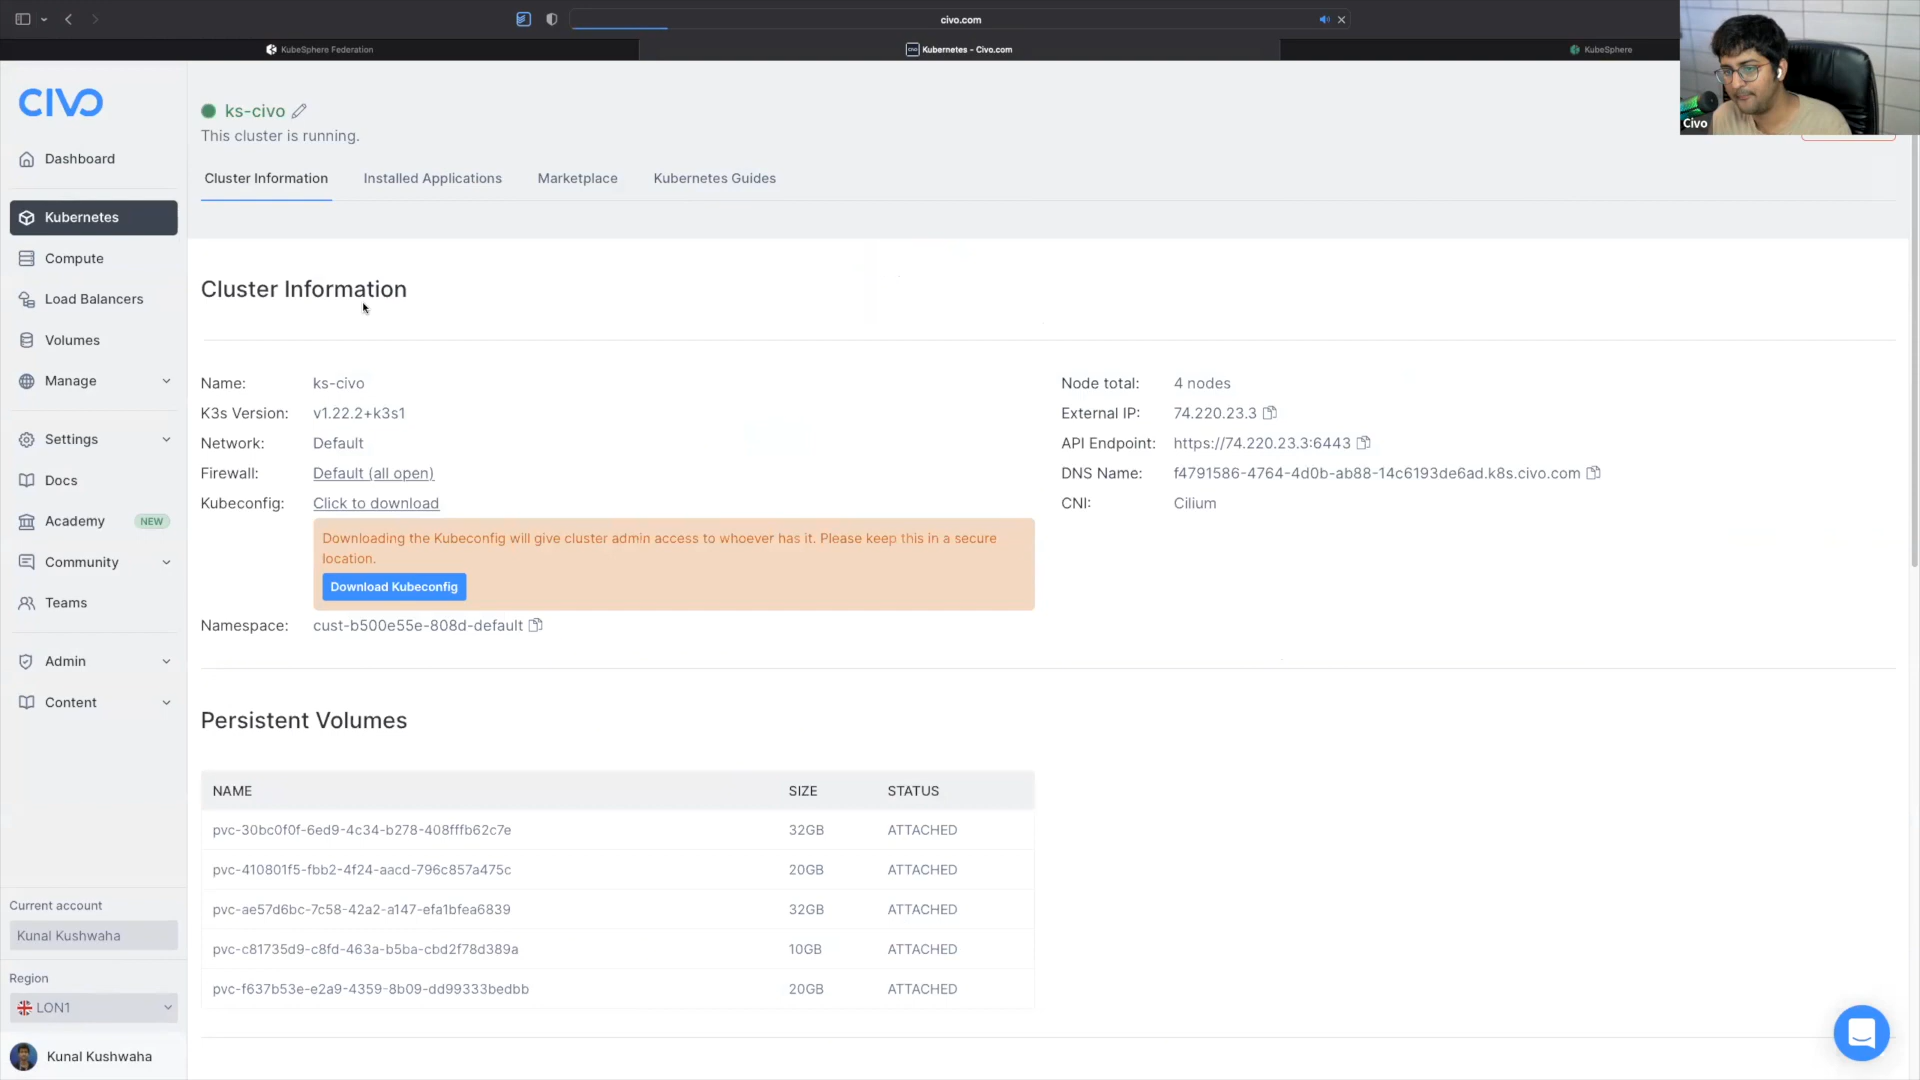 civo.com
KubeSphere Federation
Kubernetes - Civo.com
KubeSphere
Civo
CIVO
ks-civo
This cluster is running.
Cluster Information
Installed Applications
Marketplace
Kubernetes Guides
Dashboard
Kubernetes
Compute
Load Balancers
Volumes
Manage
Settings
Docs
Academy NEW
Community
Teams
Admin
Content
Current account
Kunal Kushwaha
Region
LON1
Kunal Kushwaha
Cluster Information
Name: ks-civo
K3s Version: v1.22.2+k3s1
Network: Default
Firewall: Default (all open)
Kubeconfig: Click to download
Downloading the Kubeconfig will give cluster admin access to whoever has it. Please keep this in a secure
location.
Download Kubeconfig
Namespace: cust-b500e55e-808d-default
Node total: 4 nodes
External IP: 74.220.23.3
API Endpoint: https://74.220.23.3:6443
DNS Name: f4791586-4764-4d0b-ab88-14c6193de6ad.k8s.civo.com
CNI: Cilium
Persistent Volumes
NAME SIZE STATUS
pvc-30bc0f0f-6ed9-4c34-b278-408fffb62c7e 32GB ATTACHED
pvc-410801f5-fbb2-4f24-aacd-796c857a475c 20GB ATTACHED
pvc-ae57d6bc-7c58-42a2-a147-efa1bfea6839 32GB ATTACHED
pvc-c81735d9-c8fd-463a-b5ba-cbd2f78d389a 10GB ATTACHED
pvc-f637b53e-e2a9-4359-8b09-dd99333bedbb 20GB ATTACHED